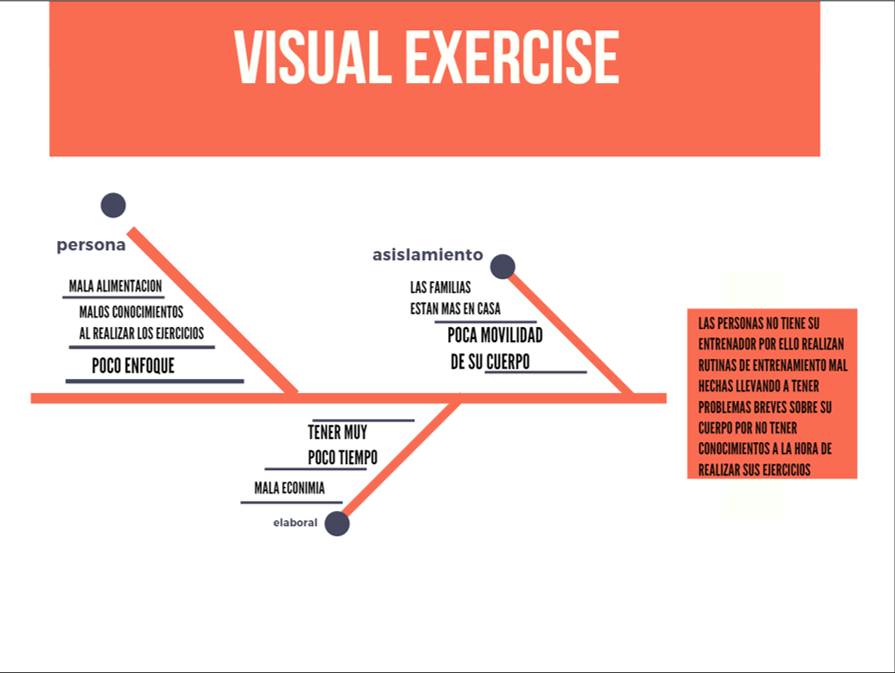 VISUAL EXERCISE
persona
MALA ALIMENTACION
MALOS CONOCIMIENTOS
AL REALIZAR LOS EJERCICIOS
POCO ENFOQUE
asislamiento
LAS FAMILIAS
ESTAN MAS EN CASA
POCA MOVILIDAD
DE SU CUERPO
TENER MUY
POCO TIEMPO
MALA ECONIMIA
elaboral
LAS PERSONAS NO TIENE SU
ENTRENADOR POR ELLO REALIZAN
RUTINAS DE ENTRENAMIENTO MAL
HECHAS LLEVANDO A TENER
PROBLEMAS BREVES SOBRE SU
CUERPO POR NO TENER
CONOCIMIENTOS A LA HORA DE
REALIZAR SUS EJERCICIOS